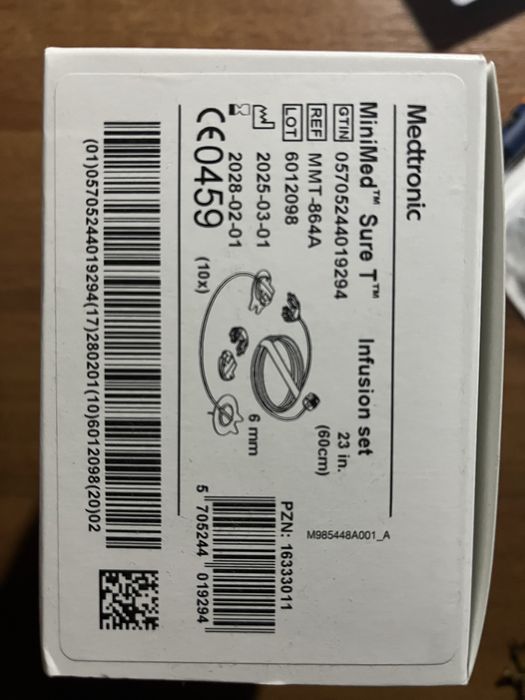 Medtronic
MiniMed™ Sure T™ Infusion set
GTIN 05705244019294 23 in.
(60cm)
REF MMT-864A
LOT 6012098
2025-03-01
2028-02-01
CE0459 (10x)
6 mm
M985448A001_A
PZN: 16333011
5 705244 019294
(01)05705244019294(17)280201(10)6012098(20)02